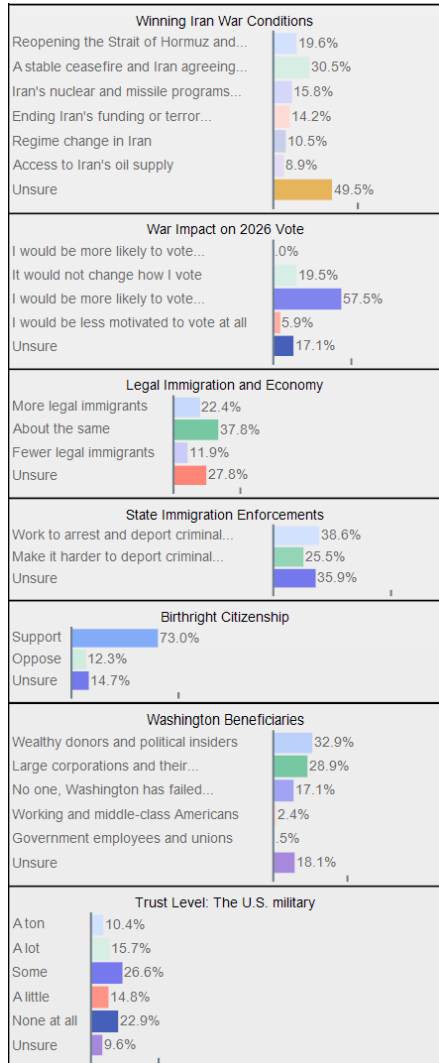 Winning Iran War Conditions
Reopening the Strait of Hormuz and... 19.6%
A stable ceasefire and Iran agreeing... 30.5%
Iran's nuclear and missile programs... 15.8%
Ending Iran's funding or terror... 14.2%
Regime change in Iran 10.5%
Access to Iran's oil supply 8.9%
Unsure 49.5%
War Impact on 2026 Vote
I would be more likely to vote... .0%
It would not change how I vote 19.5%
I would be more likely to vote... 57.5%
I would be less motivated to vote at all 5.9%
Unsure 17.1%
Legal Immigration and Economy
More legal immigrants 22.4%
About the same 37.8%
Fewer legal immigrants 11.9%
Unsure 27.8%
State Immigration Enforcements
Work to arrest and deport criminal... 38.6%
Make it harder to deport criminal... 25.5%
Unsure 35.9%
Birthright Citizenship
Support 73.0%
Oppose 12.3%
Unsure 14.7%
Washington Beneficiaries
Wealthy donors and political insiders 32.9%
Large corporations and their... 28.9%
No one, Washington has failed... 17.1%
Working and middle-class Americans 2.4%
Government employees and unions .5%
Unsure 18.1%
Trust Level: The U.S. military
A ton 10.4%
A lot 15.7%
Some 26.6%
A little 14.8%
None at all 22.9%
Unsure 9.6%